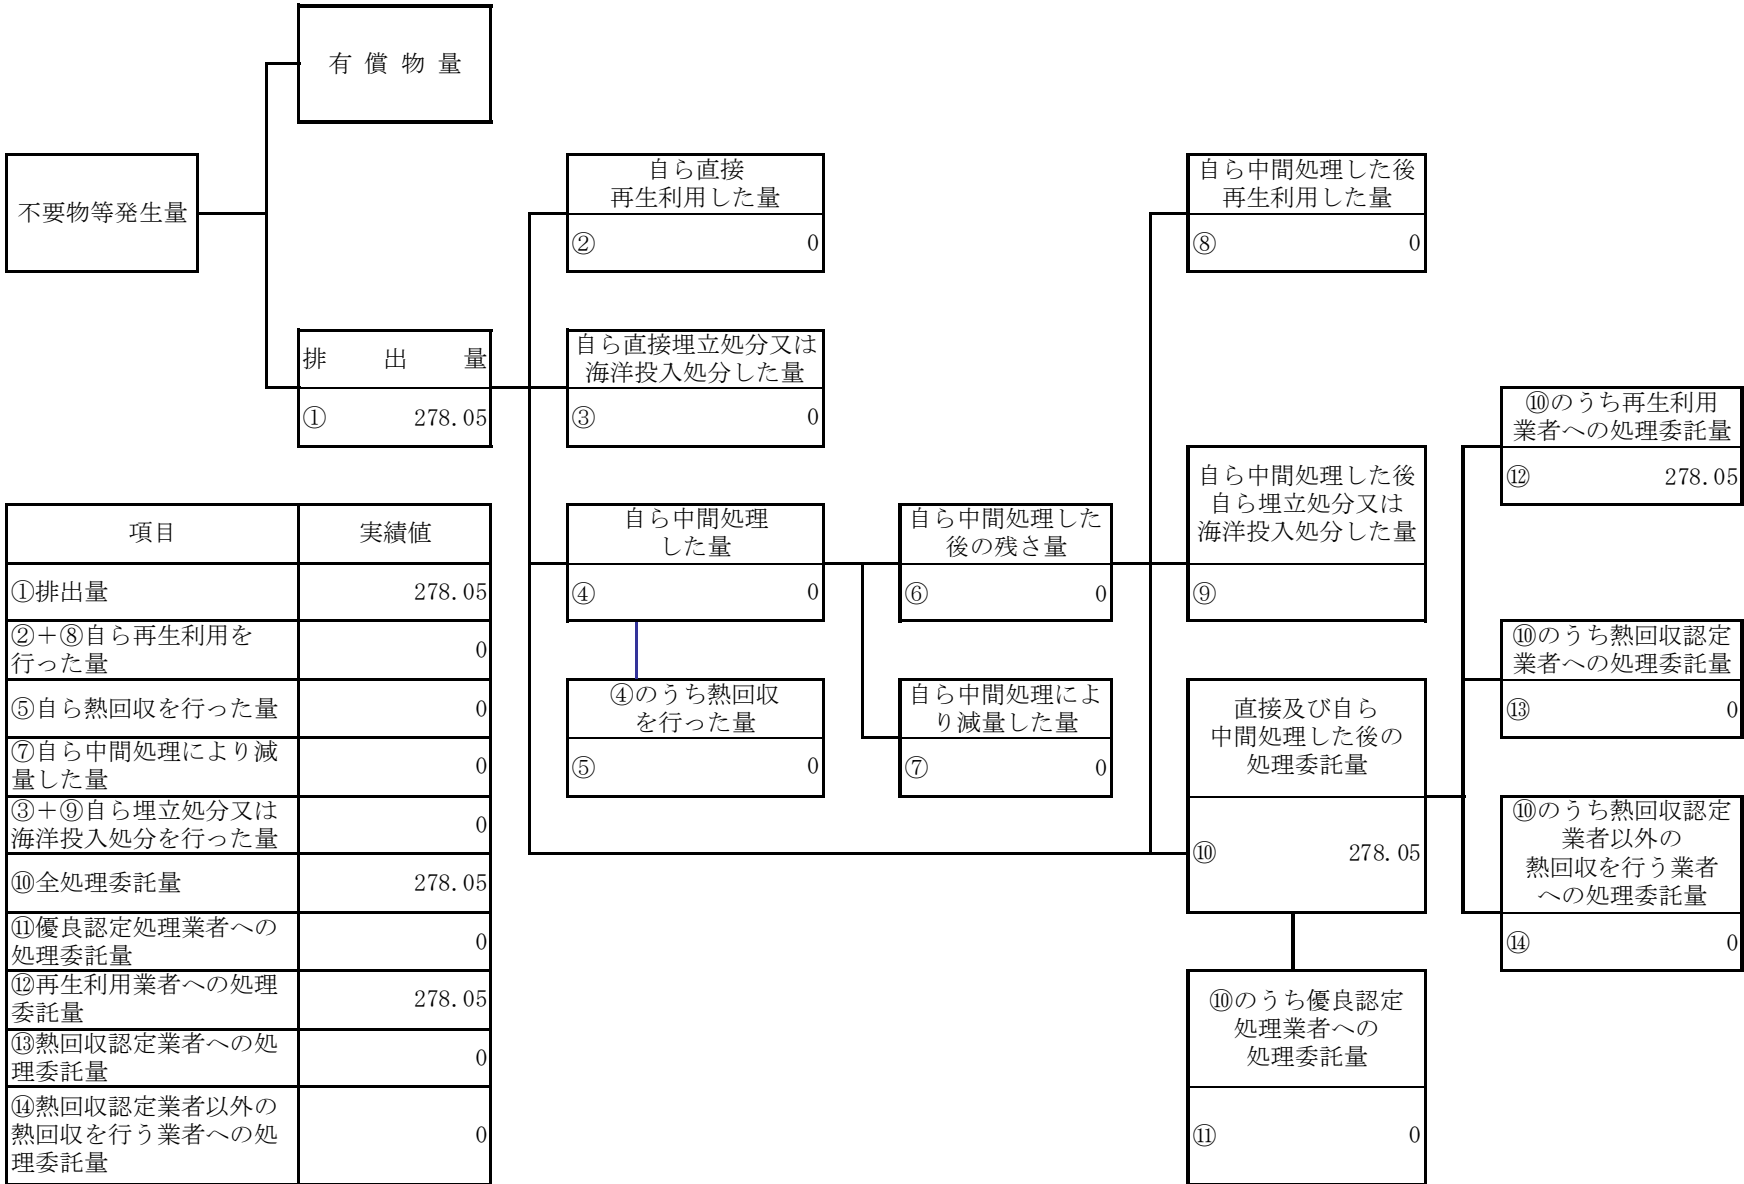 有 償 物 量
不要物等発生量
排 出 量
① 278.05
自ら直接
再生利用した量
② 0
自ら直接埋立処分又は
海洋投入処分した量
③ 0
自ら中間処理
した量
④ 0
④のうち熱回収
を行った量
⑤ 0
自ら中間処理した
後の残さ量
⑥ 0
自ら中間処理によ
り減量した量
⑦ 0
自ら中間処理した後
再生利用した量
⑧ 0
自ら中間処理した後
自ら埋立処分又は
海洋投入処分した量
⑨
直接及び自ら
中間処理した後の
処理委託量
⑩ 278.05
⑩のうち優良認定
処理業者への
処理委託量
⑪ 0
⑩のうち再生利用
業者への処理委託量
⑫ 278.05
⑩のうち熱回収認定
業者への処理委託量
⑬ 0
⑩のうち熱回収認定
業者以外の
熱回収を行う業者
への処理委託量
⑭ 0
項目 実績値
①排出量 278.05
②＋⑧自ら再生利用を
行った量 0
⑤自ら熱回収を行った量 0
⑦自ら中間処理により減
量した量 0
③＋⑨自ら埋立処分又は
海洋投入処分を行った量 0
⑩全処理委託量 278.05
⑪優良認定処理業者への
処理委託量 0
⑫再生利用業者への処理
委託量 278.05
⑬熱回収認定業者への処
理委託量 0
⑭熱回収認定業者以外の
熱回収を行う業者への処
理委託量 0